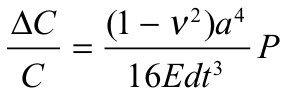 ΔC/C = (1 − ν²)a⁴/16Edt³ P